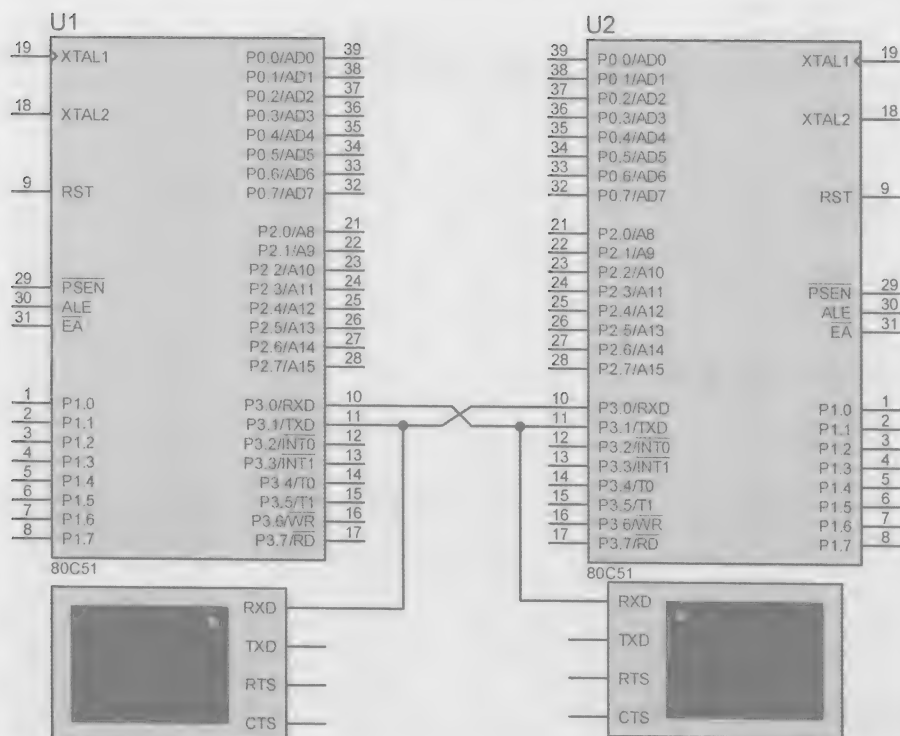 U1
19 XTAL1
18 XTAL2
9 RST
29 PSEN
30 ALE
31 EA
1 P1.0
2 P1.1
3 P1.2
4 P1.3
5 P1.4
6 P1.5
7 P1.6
8 P1.7
P0.0/AD0 39
P0.1/AD1 38
P0.2/AD2 37
P0.3/AD3 36
P0.4/AD4 35
P0.5/AD5 34
P0.6/AD6 33
P0.7/AD7 32
P2.0/A8 21
P2.1/A9 22
P2.2/A10 23
P2.3/A11 24
P2.4/A12 25
P2.5/A13 26
P2.6/A14 27
P2.7/A15 28
P3.0/RXD 10
P3.1/TXD 11
P3.2/INT0 12
P3.3/INT1 13
P3.4/T0 14
P3.5/T1 15
P3.6/WR 16
P3.7/RD 17
80C51
RXD
TXD
RTS
CTS
U2
39 P0.0/AD0
38 P0.1/AD1
37 P0.2/AD2
36 P0.3/AD3
35 P0.4/AD4
34 P0.5/AD5
33 P0.6/AD6
32 P0.7/AD7
21 P2.0/A8
22 P2.1/A9
23 P2.2/A10
24 P2.3/A11
25 P2.4/A12
26 P2.5/A13
27 P2.6/A14
28 P2.7/A15
10 P3.0/RXD
11 P3.1/TXD
12 P3.2/INT0
13 P3.3/INT1
14 P3.4/T0
15 P3.5/T1
16 P3.6/WR
17 P3.7/RD
XTAL1 19
XTAL2 18
RST 9
PSEN 29
ALE 30
EA 31
P1.0 1
P1.1 2
P1.2 3
P1.3 4
P1.4 5
P1.5 6
P1.6 7
P1.7 8
80C51
RXD
TXD
RTS
CTS